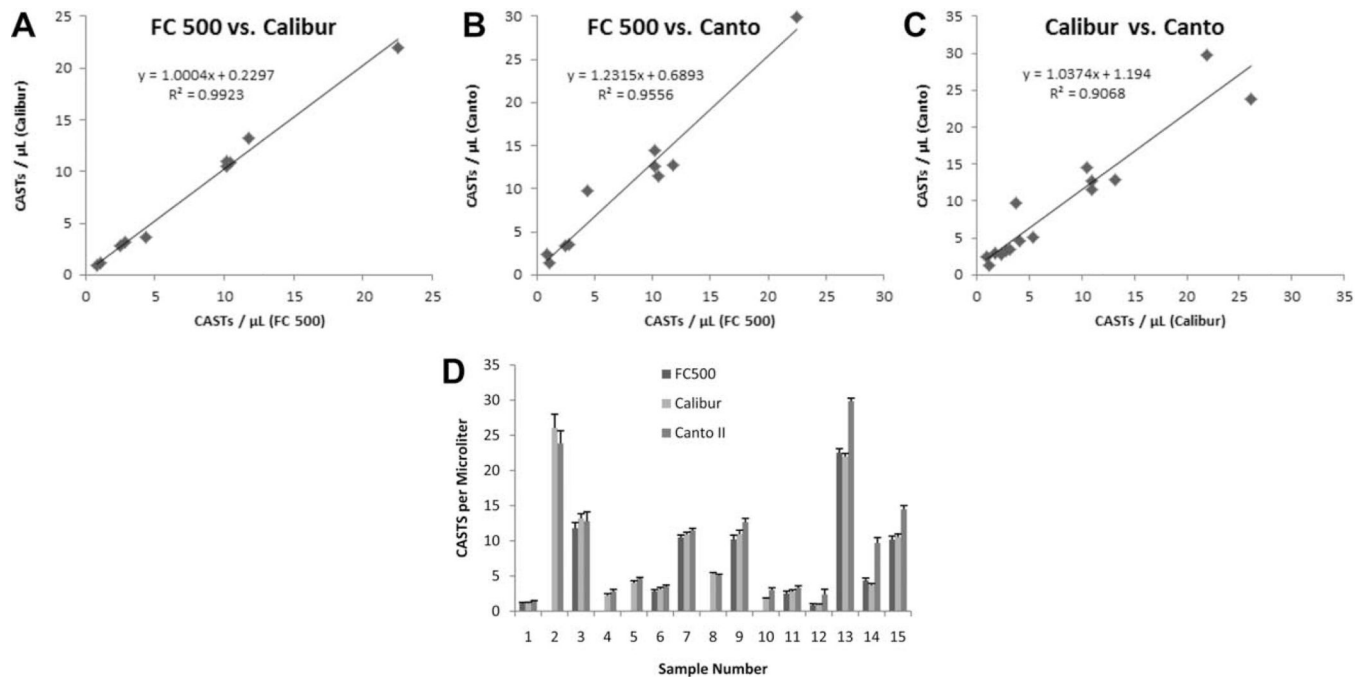 A
FC 500 vs. Calibur
y = 1.0004x + 0.2297
R² = 0.9923
CASTs / µL (Calibur)
25
20
15
10
5
0
0 5 10 15 20 25
CASTs / µL (FC 500)
B
FC 500 vs. Canto
y = 1.2315x + 0.6893
R² = 0.9556
CASTs / µL (Canto)
30
25
20
15
10
5
0
0 5 10 15 20 25 30
CASTs / µL (FC 500)
C
Calibur vs. Canto
y = 1.0374x + 1.194
R² = 0.9068
CASTs / µL (Canto)
35
30
25
20
15
10
5
0
0 5 10 15 20 25 30 35
CASTs / µL (Calibur)
D
FC500
Calibur
Canto II
CASTS per Microliter
35
30
25
20
15
10
5
0
1 2 3 4 5 6 7 8 9 10 11 12 13 14 15
Sample Number